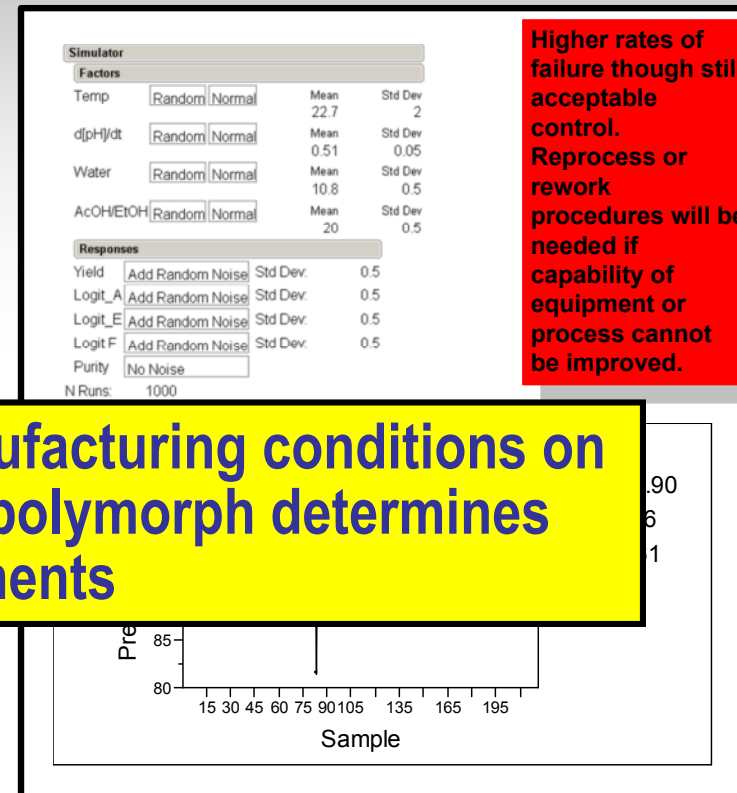 Simulator
Factors
Temp Random Normal Mean Std Dev
22.7 2
d[pH]/dt Random Normal Mean Std Dev
0.51 0.05
Water Random Normal Mean Std Dev
10.8 0.5
AcOH/EtOH Random Normal Mean Std Dev
20 0.5
Responses
Yield Add Random Noise Std Dev: 0.5
Logit_A Add Random Noise Std Dev: 0.5
Logit_E Add Random Noise Std Dev: 0.5
Logit F Add Random Noise Std Dev: 0.5
Purity No Noise
N Runs: 1000
Higher rates of
failure though stil
acceptable
control.
Reprocess or
rework
procedures will be
needed if
capability of
equipment or
process cannot
be improved.
ufacturing conditions on
polymorph determines
ments
.90
6
1
Pre
85
80
15 30 45 60 75 90 105 135 165 195
Sample